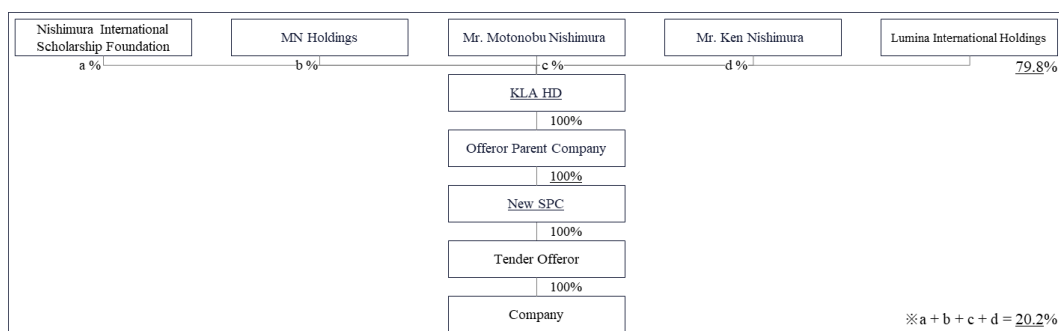 Nishimura International
Scholarship Foundation
MN Holdings
Mr. Motonobu Nishimura
Mr. Ken Nishimura
Lumina International Holdings
a %
b %
c %
d %
79.8%
KLA HD
100%
Offeror Parent Company
100%
New SPC
100%
Tender Offeror
100%
Company
※a + b + c + d = 20.2%